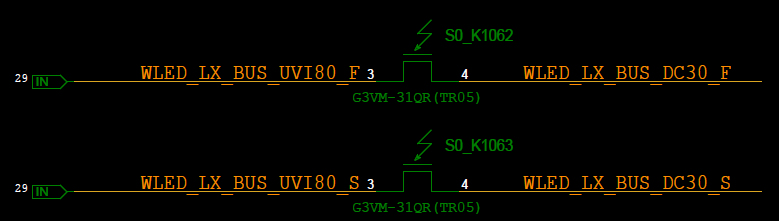 S0_K1062
29 IN WLED_LX_BUS_UVI80_F 3 4 WLED_LX_BUS_DC30_F
G3VM-31QR(TR05)
S0_K1063
29 IN WLED_LX_BUS_UVI80_S 3 4 WLED_LX_BUS_DC30_S
G3VM-31QR(TR05)